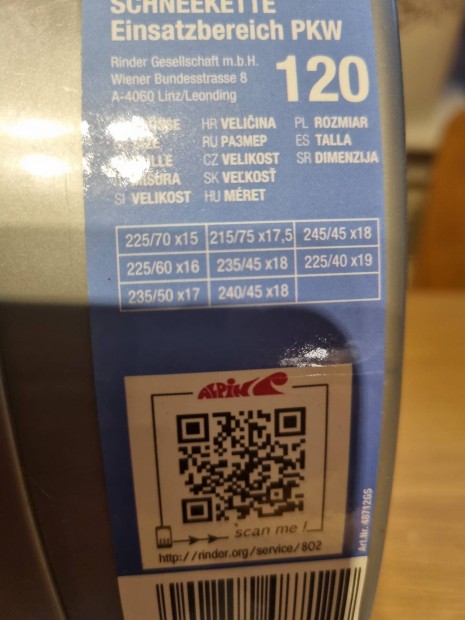 SCHNEEKETTE
Einsatzbereich PKW
Rinder Gesellschaft m.b.H.
Wiener Bundesstrasse 8
A-4060 Linz/Leonding
120
HR VELIČINA PL ROZMIAR
RU РАЗМЕР ES TALLA
CZ VELIKOST SR DIMENZIJA
SK VEĽKOSŤ
SI VELIKOST HU MÉRET
225/70 x15 215/75 x17,5 245/45 x18
225/60 x16 235/45 x18 225/40 x19
235/50 x17 240/45 x18
ALPIN
scan me !
http://rinder.org/service/802
Art.Nr. 48712GS